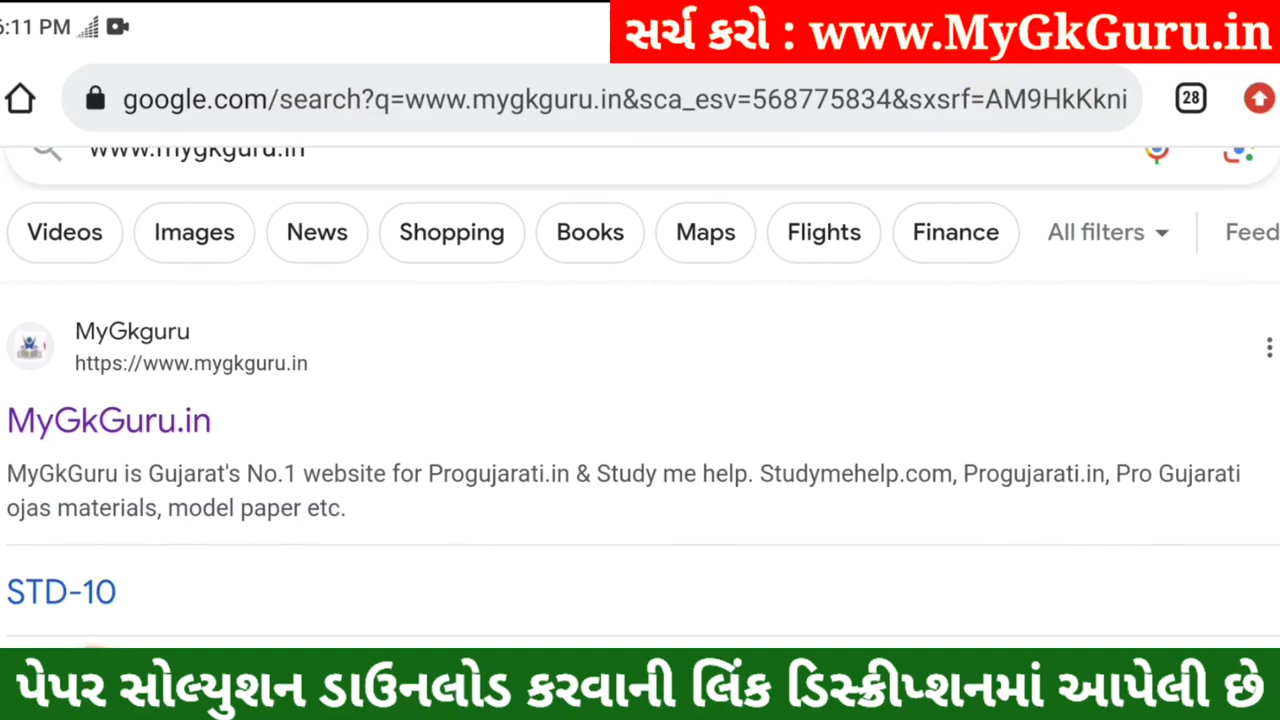 6:11 PM
સર્ચ કરો : www.MyGkGuru.in
google.com/search?q=www.mygkguru.in&sca_esv=568775834&sxsrf=AM9HkKkni
28
www.mygkguru.in
Videos Images News Shopping Books Maps Flights Finance All filters Feed
MyGkguru
https://www.mygkguru.in
MyGkGuru.in
MyGkGuru is Gujarat's No.1 website for Progujarati.in & Study me help. Studymehelp.com, Progujarati.in, Pro Gujarati
ojas materials, model paper etc.
STD-10
પેપર સોલ્યુશન ડાઉનલોડ કરવાની લિંક ડિસ્ક્રીપ્શનમાં આપેલી છે